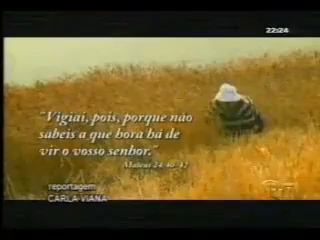 22:24
"Vigiai, pois, porque não
sabeis a que hora há de
vir o vosso senhor."
Mateus 24:40-42
reportagem
CARLA VIANA